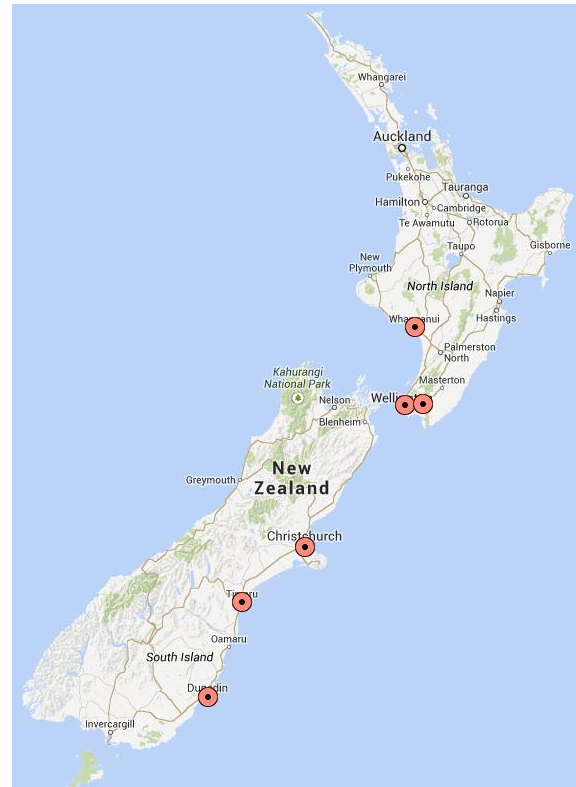 Whangarei
Auckland
Pukekohe
Tauranga
Hamilton
Cambridge
Te Awamutu
Rotorua
Taupo
Gisborne
New
Plymouth
North Island
Napier
Hastings
Palmerston
North
Masterton
Kahurangi
National Park
Nelson
Blenheim
New
Zealand
Greymouth
Christchurch
Oamaru
South Island
Invercargill